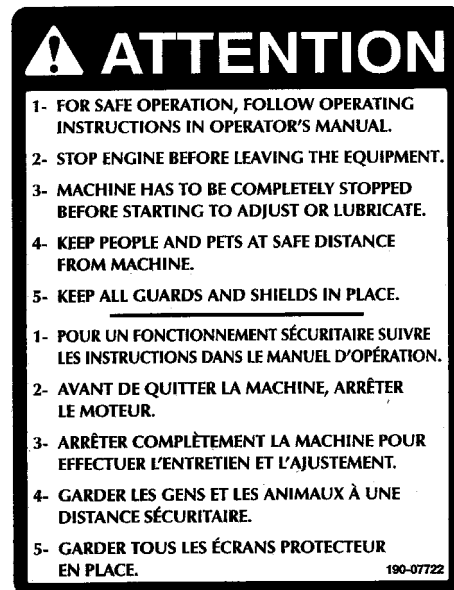 ATTENTION
1- FOR SAFE OPERATION, FOLLOW OPERATING
INSTRUCTIONS IN OPERATOR'S MANUAL.
2- STOP ENGINE BEFORE LEAVING THE EQUIPMENT.
3- MACHINE HAS TO BE COMPLETELY STOPPED
BEFORE STARTING TO ADJUST OR LUBRICATE.
4- KEEP PEOPLE AND PETS AT SAFE DISTANCE
FROM MACHINE.
5- KEEP ALL GUARDS AND SHIELDS IN PLACE.
1- POUR UN FONCTIONNEMENT SÉCURITAIRE SUIVRE
LES INSTRUCTIONS DANS LE MANUEL D'OPÉRATION.
2- AVANT DE QUITTER LA MACHINE, ARRÊTER
LE MOTEUR.
3- ARRÊTER COMPLÈTEMENT LA MACHINE POUR
EFFECTUER L'ENTRETIEN ET L'AJUSTEMENT.
4- GARDER LES GENS ET LES ANIMAUX À UNE
DISTANCE SÉCURITAIRE.
5- GARDER TOUS LES ÉCRANS PROTECTEUR
EN PLACE.
190-07722